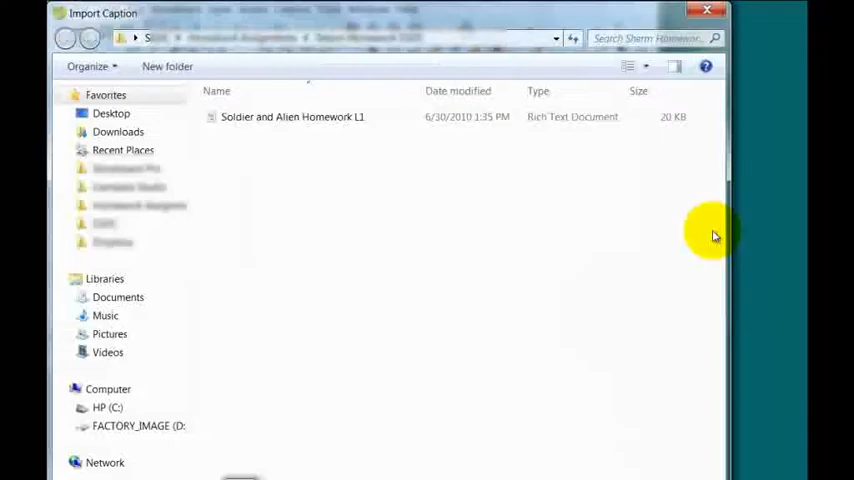 Import Caption
Search Sherm Homewor...
Organize
New folder
Name
Date modified
Type
Size
Favorites
Soldier and Alien Homework L1
6/30/2010 1:35 PM
Rich Text Document
20 KB
Desktop
Downloads
Recent Places
Libraries
Documents
Music
Pictures
Videos
Computer
HP (C:)
FACTORY_IMAGE (D:
Network